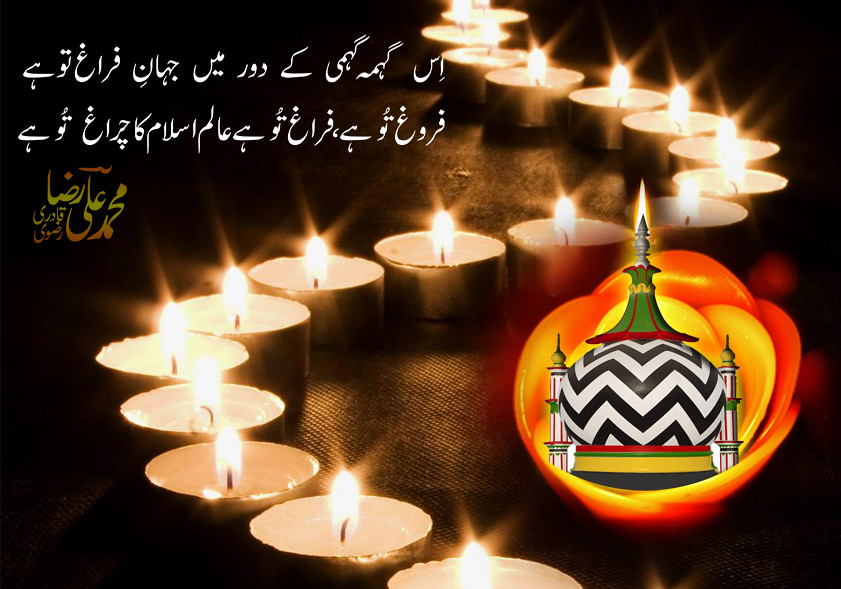 اِس گہمہ گہمی کے دور میں جہانِ فراغ تو ہے
فروغ تُو ہے، فراغ تُو ہے عالم اسلام کا چراغ تُو ہے
محمد علی رضا
قادری
رضوی